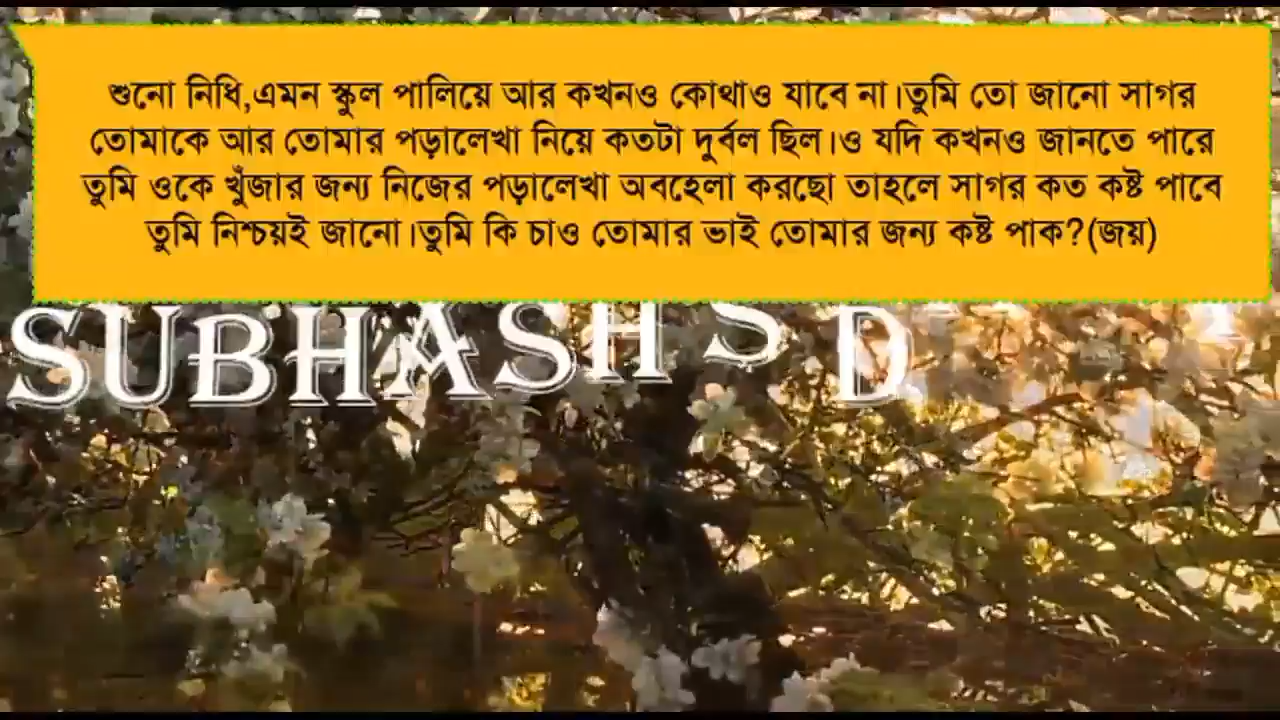 শুনো নিধি,এমন স্কুল পালিয়ে আর কখনও কোথাও যাবে না।তুমি তো জানো সাগর
তোমাকে আর তোমার পড়ালেখা নিয়ে কতটা দুর্বল ছিল।ও যদি কখনও জানতে পারে
তুমি ওকে খুঁজার জন্য নিজের পড়ালেখা অবহেলা করছো তাহলে সাগর কত কষ্ট পাবে
তুমি নিশ্চয়ই জানো।তুমি কি চাও তোমার ভাই তোমার জন্য কষ্ট পাক?(জয়)
SUBHASH'S D